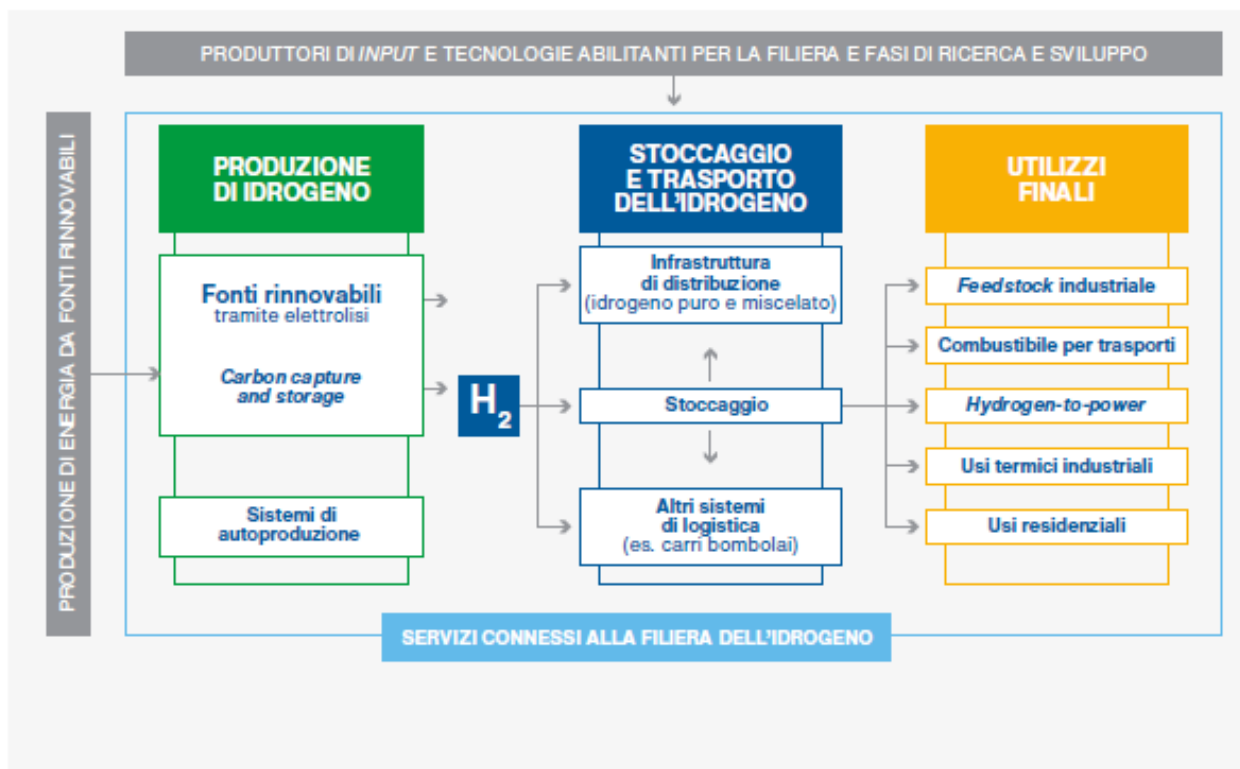 PRODUTTORI DI INPUT E TECNOLOGIE ABILITANTI PER LA FILIERA E FASI DI RICERCA E SVILUPPO
PRODUZIONE DI ENERGIA DA FONTI RINNOVABILI
PRODUZIONE
DI IDROGENO
Fonti rinnovabili
tramite elettrolisi
Carbon capture
and storage
Sistemi di
autoproduzione
H2
STOCCAGGIO
E TRASPORTO
DELL'IDROGENO
Infrastruttura
di distribuzione
(idrogeno puro e miscelato)
Stoccaggio
Altri sistemi
di logistica
(es. carri bombolai)
UTILIZZI
FINALI
Feedstock industriale
Combustibile per trasporti
Hydrogen-to-power
Usi termici industriali
Usi residenziali
SERVIZI CONNESSI ALLA FILIERA DELL'IDROGENO